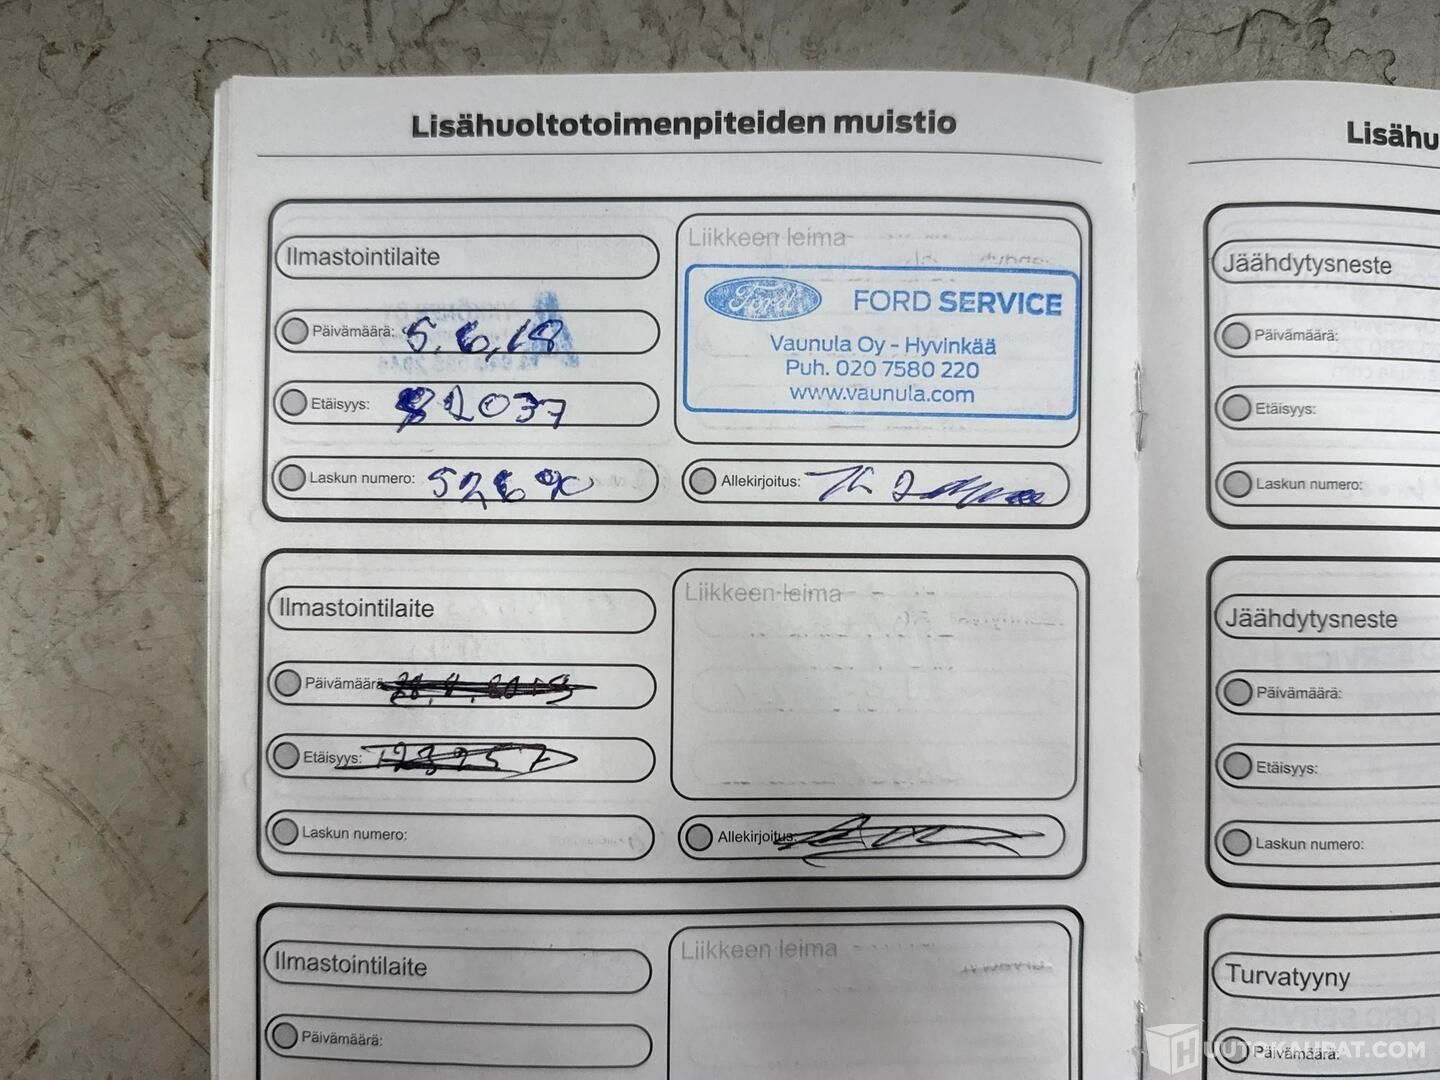 Lisähuoltotoimenpiteiden muistio
Ilmastointilaite
Päivämäärä: 5.6.18
Etäisyys: 82037
Laskun numero: 52690
Liikkeen leima
Ford
FORD SERVICE
Vaunula Oy - Hyvinkää
Puh. 020 7580 220
www.vaunula.com
Allekirjoitus:
Ilmastointilaite
Päivämäärä
Etäisyys:
Laskun numero:
Liikkeen leima
Allekirjoitus:
Ilmastointilaite
Päivämäärä:
Liikkeen leima
Lisähu
Jäähdytysneste
Päivämäärä:
Etäisyys:
Laskun numero:
Jäähdytysneste
Päivämäärä:
Etäisyys:
Laskun numero:
Turvatyyny
Päivämäärä:
HUUTOKAUPAT.COM